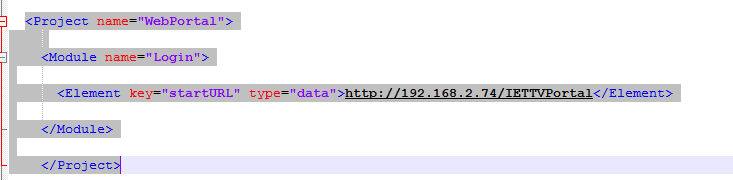 <Project name="WebPortal">
<Module name="Login">
<Element key="startURL" type="data">http://192.168.2.74/IETTVPortal</Element>
</Module>
</Project>